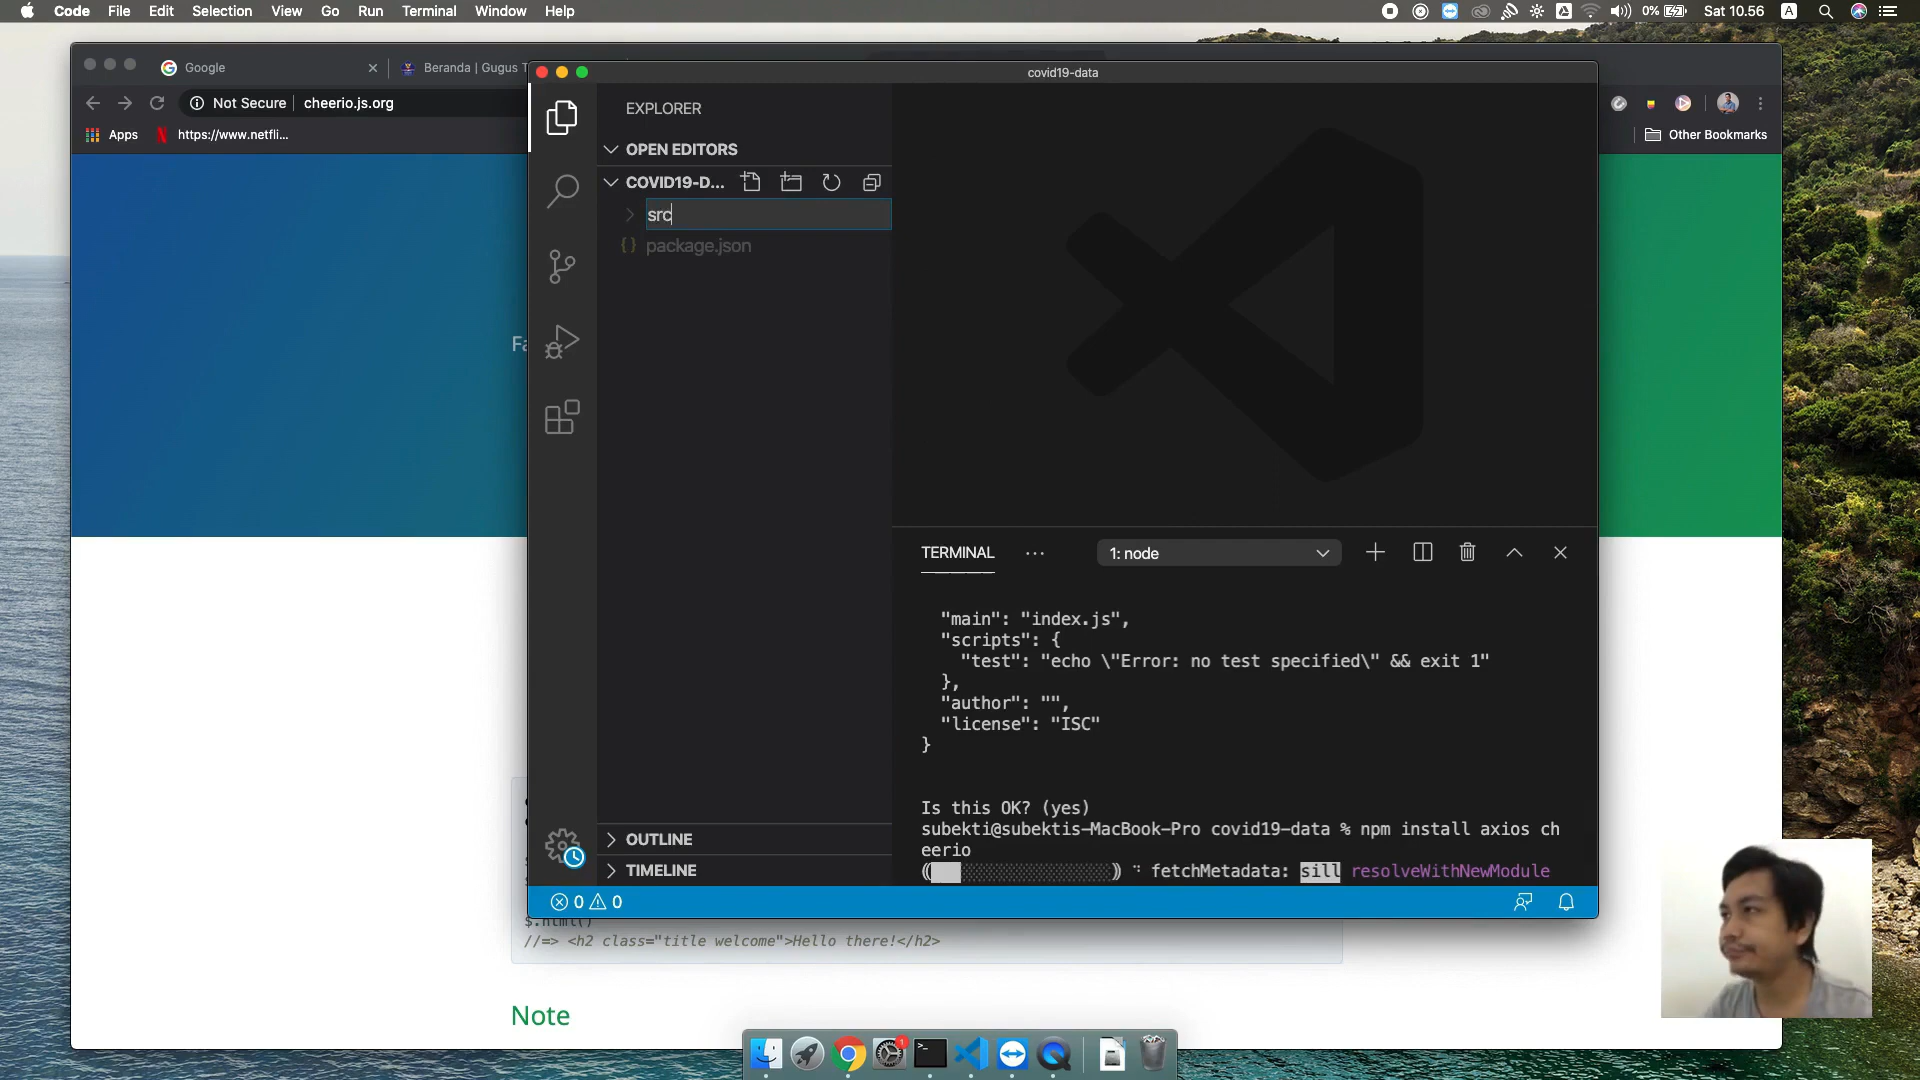 Code File Edit Selection View Go Run Terminal Window Help
0% Sat 10.56 A
Google
Beranda | Gugus T
Not Secure cheerio.js.org
Apps https://www.netfli...
Other Bookmarks
covid19-data
EXPLORER
OPEN EDITORS
COVID19-D...
src
package.json
Fa
TERMINAL ... 1: node
"main": "index.js",
"scripts": {
"test": "echo \"Error: no test specified\" && exit 1"
},
"author": "",
"license": "ISC"
}
Is this OK? (yes)
subekti@subektis-MacBook-Pro covid19-data % npm install axios ch
eerio
fetchMetadata: sill resolveWithNewModule
OUTLINE
TIMELINE
0 0
$.html()
//=> <h2 class="title welcome">Hello there!</h2>
Note
1